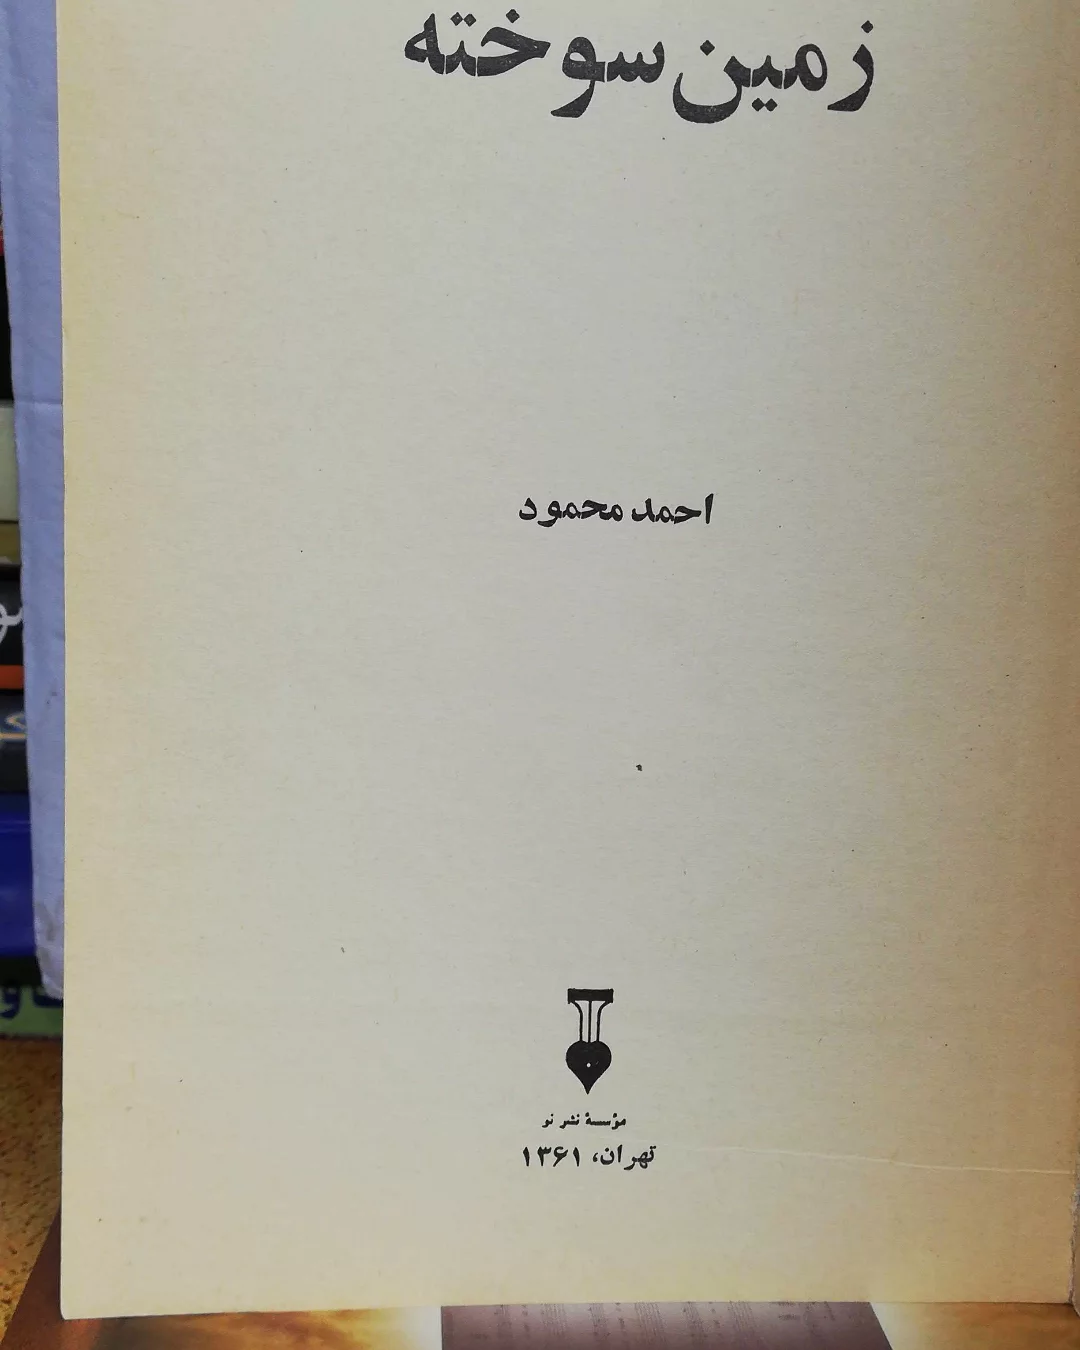 زمین سوخته
احمد محمود
مؤسسهٔ نشر نو
تهران، ۱۳۶۱